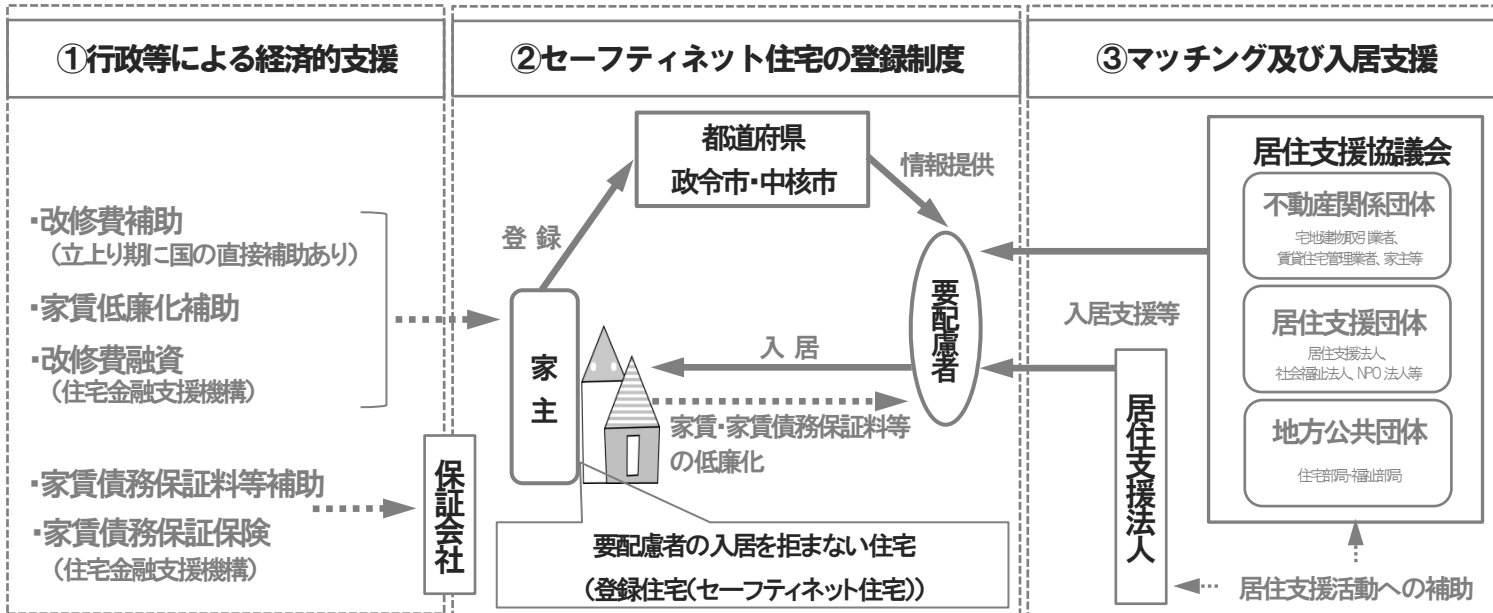 ①行政等による経済的支援
・改修費補助
（立上り期に国の直接補助あり）
・家賃低廉化補助
・改修費融資
（住宅金融支援機構）
・家賃債務保証料等補助
・家賃債務保証保険
（住宅金融支援機構）
保証会社
②セーフティネット住宅の登録制度
都道府県
政令市・中核市
登 録
情報提供
家主
要配慮者
入 居
家賃・家賃債務保証料等
の低廉化
要配慮者の入居を拒まない住宅
（登録住宅（セーフティネット住宅））
③マッチング及び入居支援
居住支援協議会
不動産関係団体
宅地建物取引業者、
賃貸住宅管理業者、家主等
居住支援団体
居住支援法人、
社会福祉法人、NPO 法人等
地方公共団体
住宅部局・福祉部局
入居支援等
居住支援法人
居住支援活動への補助